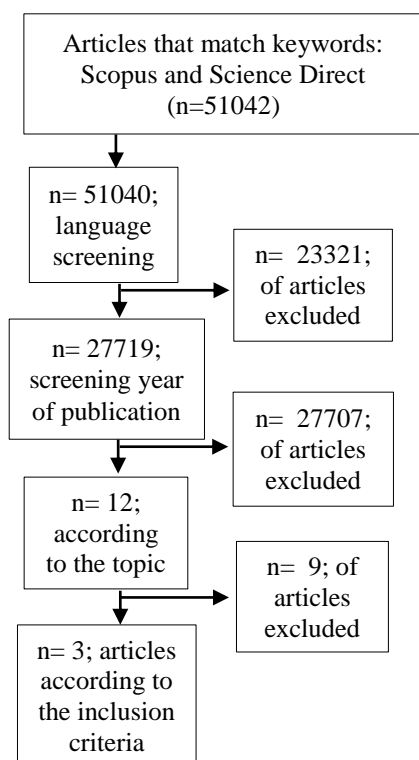 Articles that match keywords:
Scopus and Science Direct
(n=51042)
n= 51040;
language
screening
n=  23321;
of articles
excluded
n= 27719;
screening year
of publication
n=  27707;
of articles
excluded
n= 12;
according
to the topic
n=  9; of
articles
excluded
n= 3; articles
according to
the inclusion
criteria